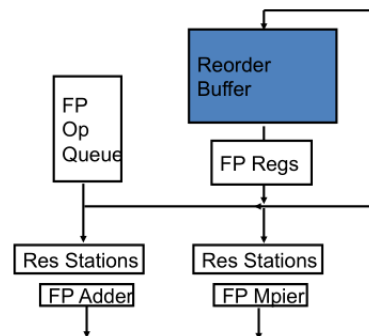 Reorder
Buffer
FP
Op
Queue
FP Regs
Res Stations
Res Stations
FP Adder
FP Mpier